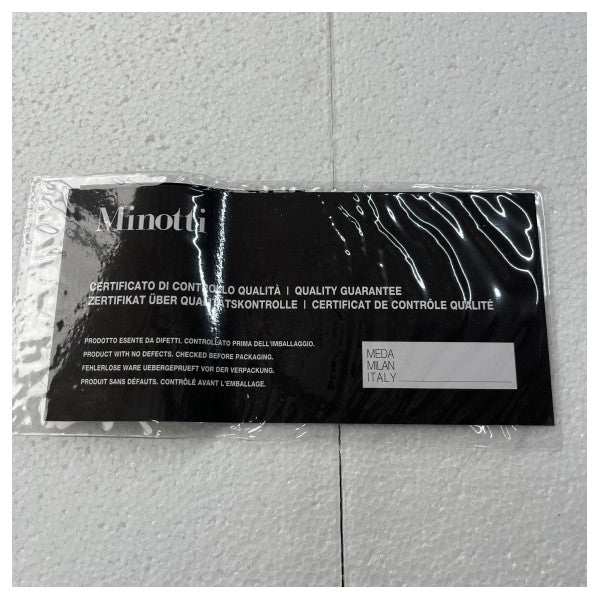 Minotti
CERTIFICATO DI CONTROLLO QUALITÀ | QUALITY GUARANTEE
ZERTIFIKAT ÜBER QUALITÄTSKONTROLLE | CERTIFICAT DE CONTRÔLE QUALITÉ
PRODOTTO ESENTE DA DIFETTI. CONTROLLATO PRIMA DELL'IMBALLAGGIO.
PRODUCT WITH NO DEFECTS. CHECKED BEFORE PACKAGING.
FEHLERLOSE WARE UEBERGEPRUEFT VOR DER VERPACKUNG.
PRODUIT SANS DÉFAUTS. CONTRÔLÉ AVANT L'EMBALLAGE.
MEDA
MILAN
ITALY